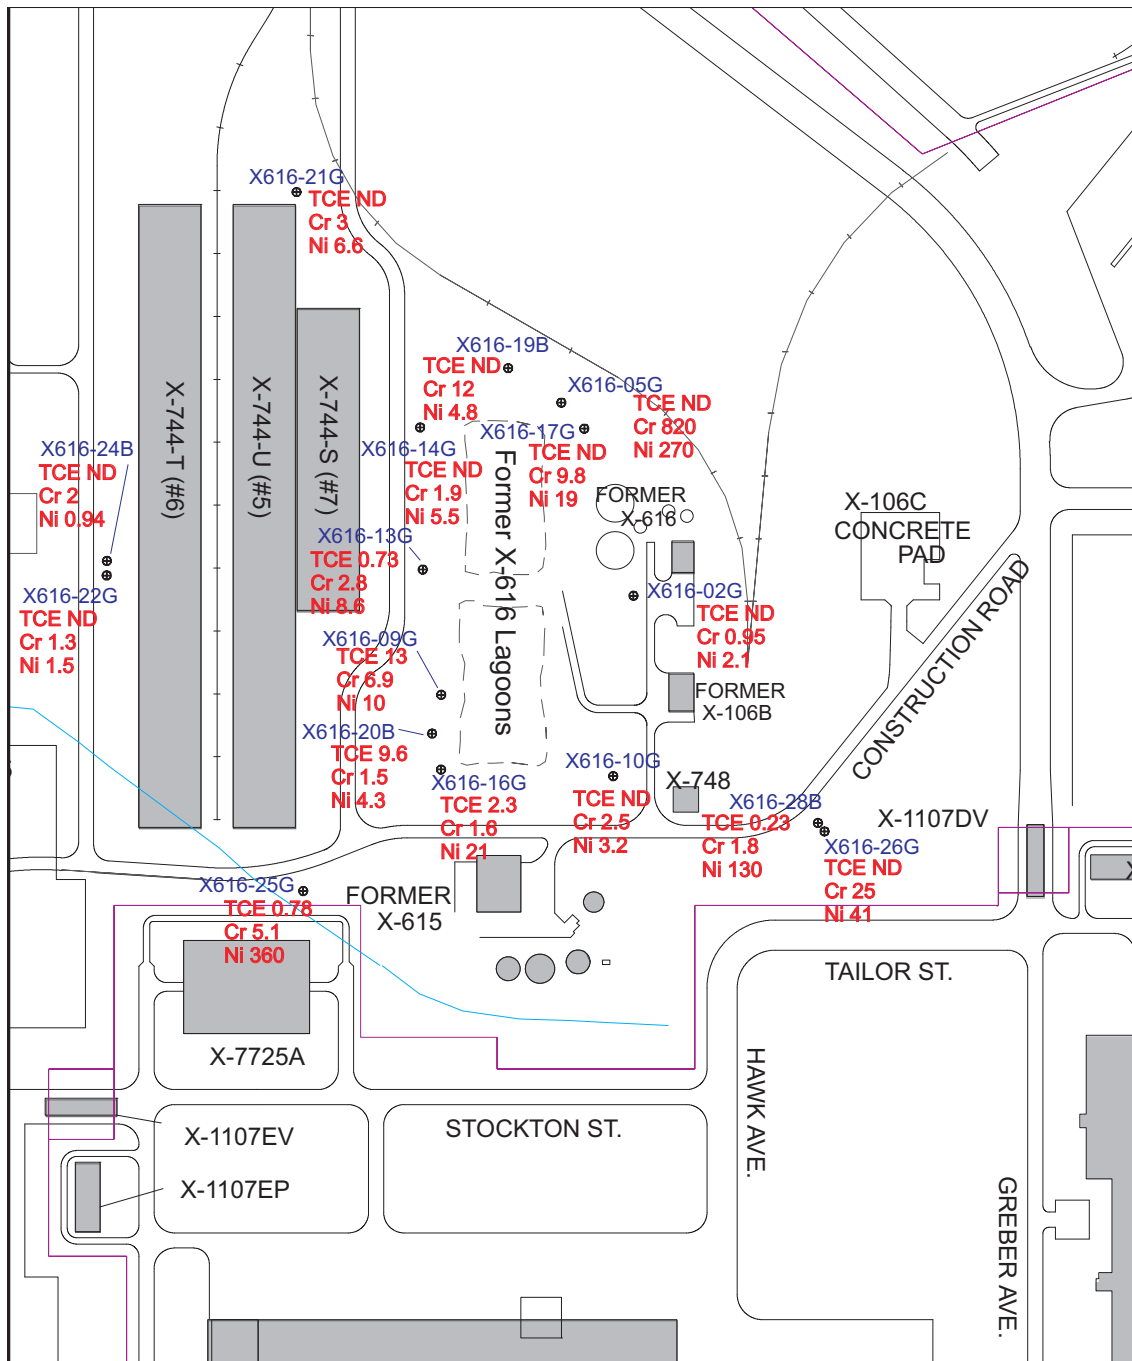 X616-21G
TCE ND
Cr 3
Ni 6.6
X616-19B
TCE ND
Cr 12
Ni 4.8
X616-05G
TCE ND
Cr 820
Ni 270
X616-17G
TCE ND
Cr 9.8
Ni 19
X616-14G
TCE ND
Cr 1.9
Ni 5.5
X616-24B
TCE ND
Cr 2
Ni 0.94
X-744-T (#6)
X-744-U (#5)
X-744-S (#7)
Former X-616 Lagoons
FORMER
X-616
X-106C
CONCRETE
PAD
X616-13G
TCE 0.73
Cr 2.8
Ni 8.6
X616-22G
TCE ND
Cr 1.3
Ni 1.5
X616-02G
TCE ND
Cr 0.95
Ni 2.1
CONSTRUCTION ROAD
X616-09G
TCE 13
Cr 6.9
Ni 10
FORMER
X-106B
X616-20B
TCE 9.6
Cr 1.5
Ni 4.3
X616-16G
TCE 2.3
Cr 1.6
Ni 21
X616-10G
TCE ND
Cr 2.5
Ni 3.2
X-748
X616-28B
TCE 0.23
Cr 1.8
Ni 130
X-1107DV
X616-26G
TCE ND
Cr 25
Ni 41
X616-25G
TCE 0.78
Cr 5.1
Ni 360
FORMER
X-615
TAILOR ST.
X-7725A
HAWK AVE.
STOCKTON ST.
X-1107EV
X-1107EP
GREBER AVE.